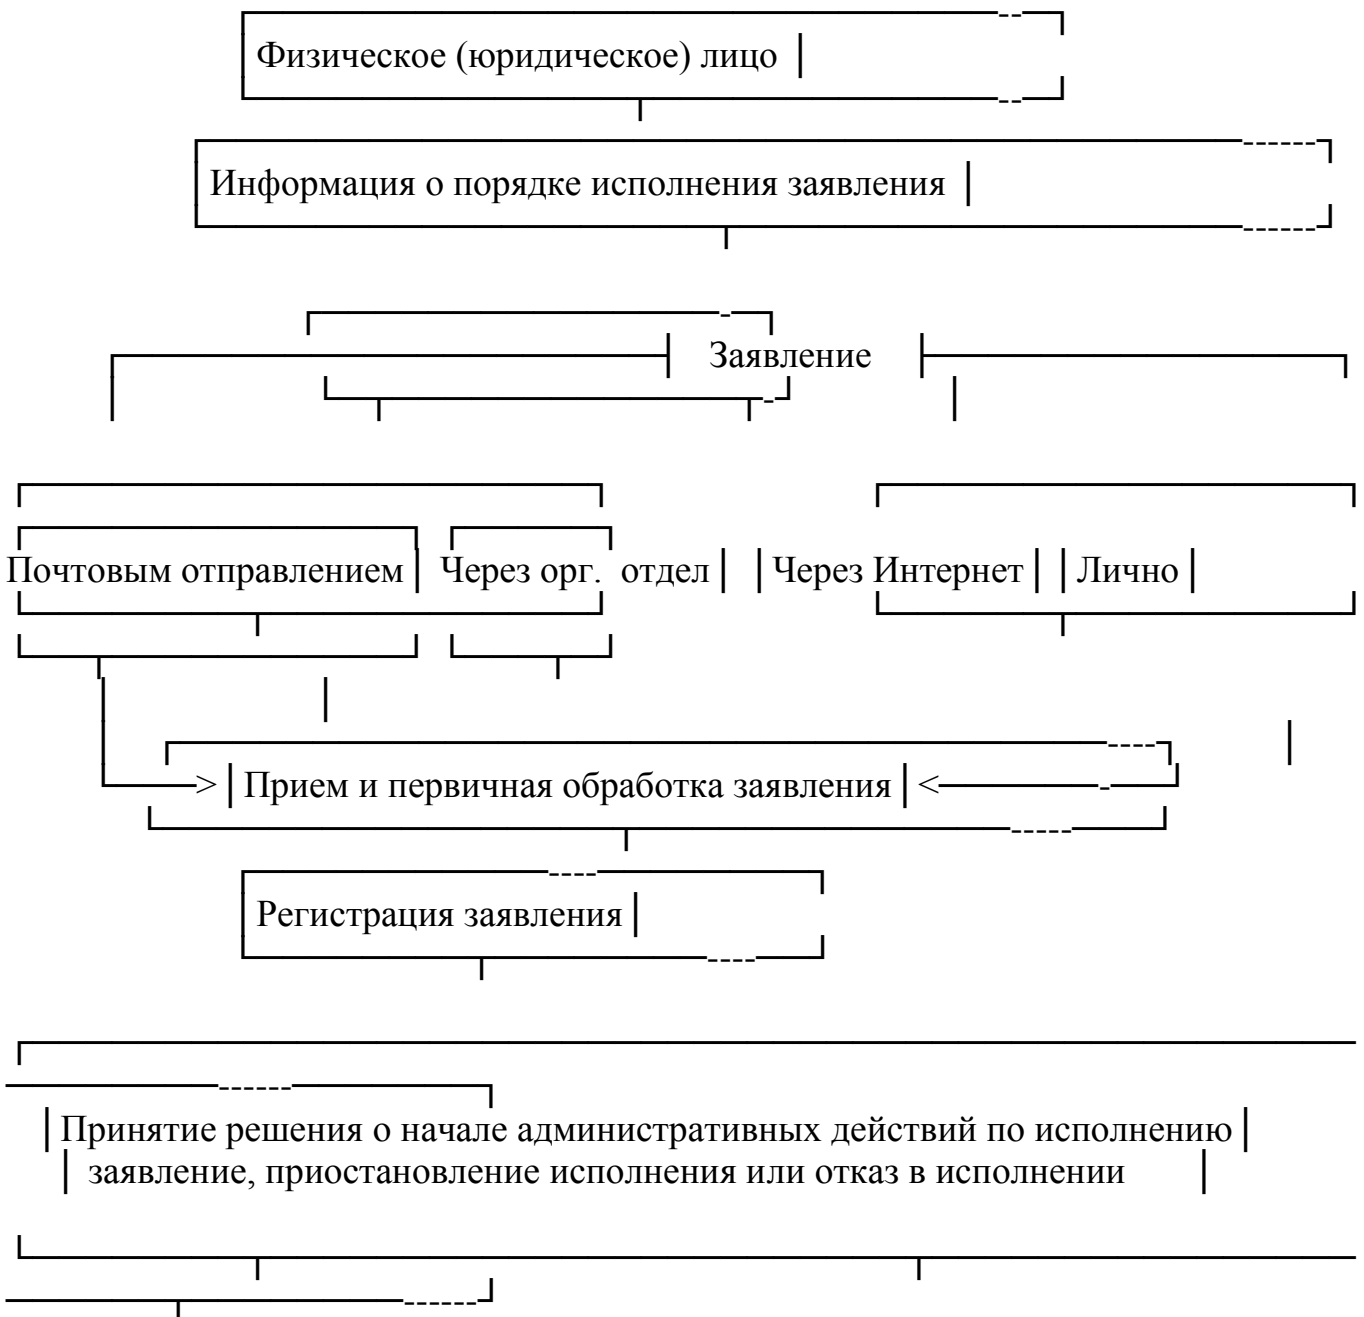 Физическое (юридическое) лицо
Информация о порядке исполнения заявления
Заявление
Почтовым отправлением Через орг. отдел Через Интернет Лично
Прием и первичная обработка заявления
Регистрация заявления
Принятие решения о начале административных действий по исполнению
заявление, приостановление исполнения или отказ в исполнении